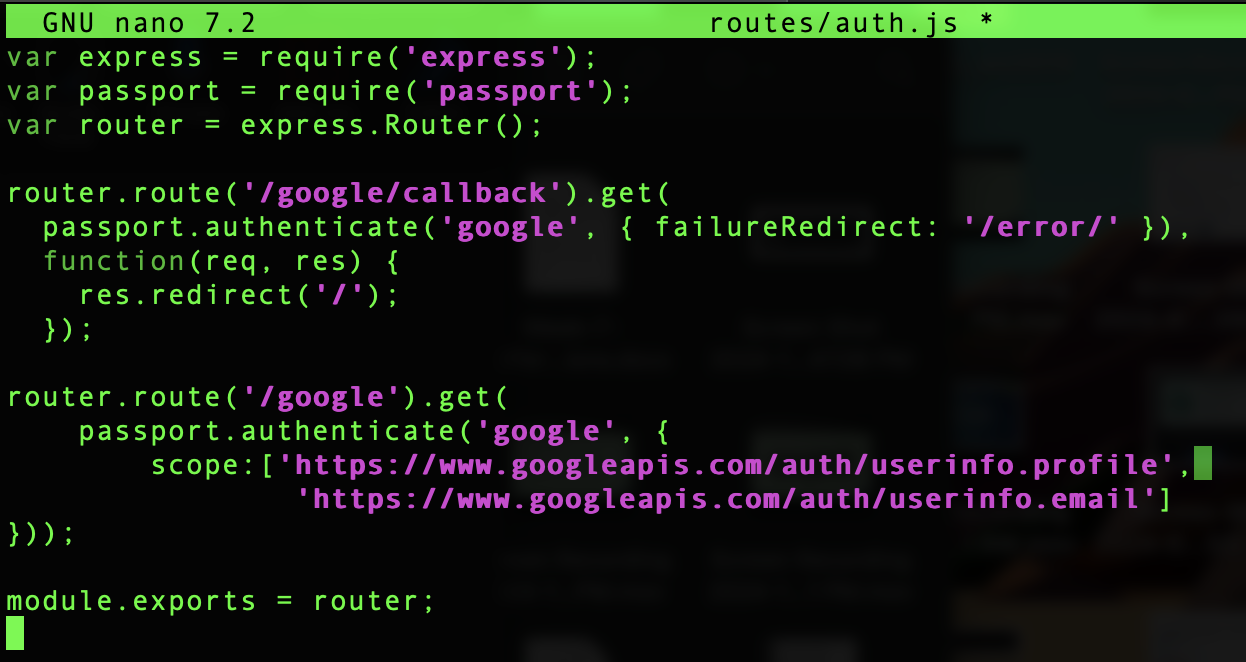 GNU nano 7.2 routes/auth.js *
var express = require('express');
var passport = require('passport');
var router = express.Router();

router.route('/google/callback').get(
  passport.authenticate('google', { failureRedirect: '/error/' }),
  function(req, res) {
    res.redirect('/');
  });

router.route('/google').get(
    passport.authenticate('google', {
        scope:['https://www.googleapis.com/auth/userinfo.profile',
                'https://www.googleapis.com/auth/userinfo.email']
}));

module.exports = router;